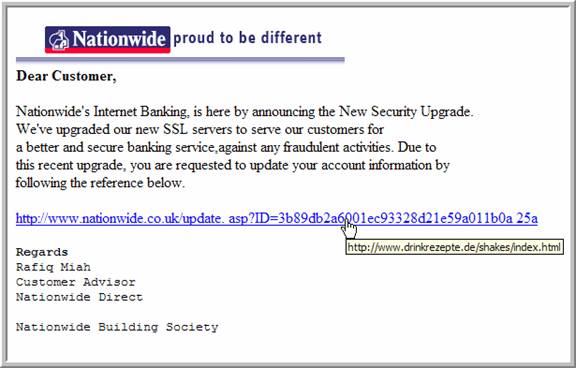 Nationwide proud to be different
Dear Customer,
Nationwide's Internet Banking, is here by announcing the New Security Upgrade.
We've upgraded our new SSL servers to serve our customers for
a better and secure banking service,against any fraudulent activities. Due to
this recent upgrade, you are requested to update your account information by
following the reference below.
http://www.nationwide.co.uk/update. asp?ID=3b89db2a6001ec93328d21e59a011b0a 25a
http://www.drinkrezepte.de/shakes/index.html
Regards
Rafiq Miah
Customer Advisor
Nationwide Direct
Nationwide Building Society